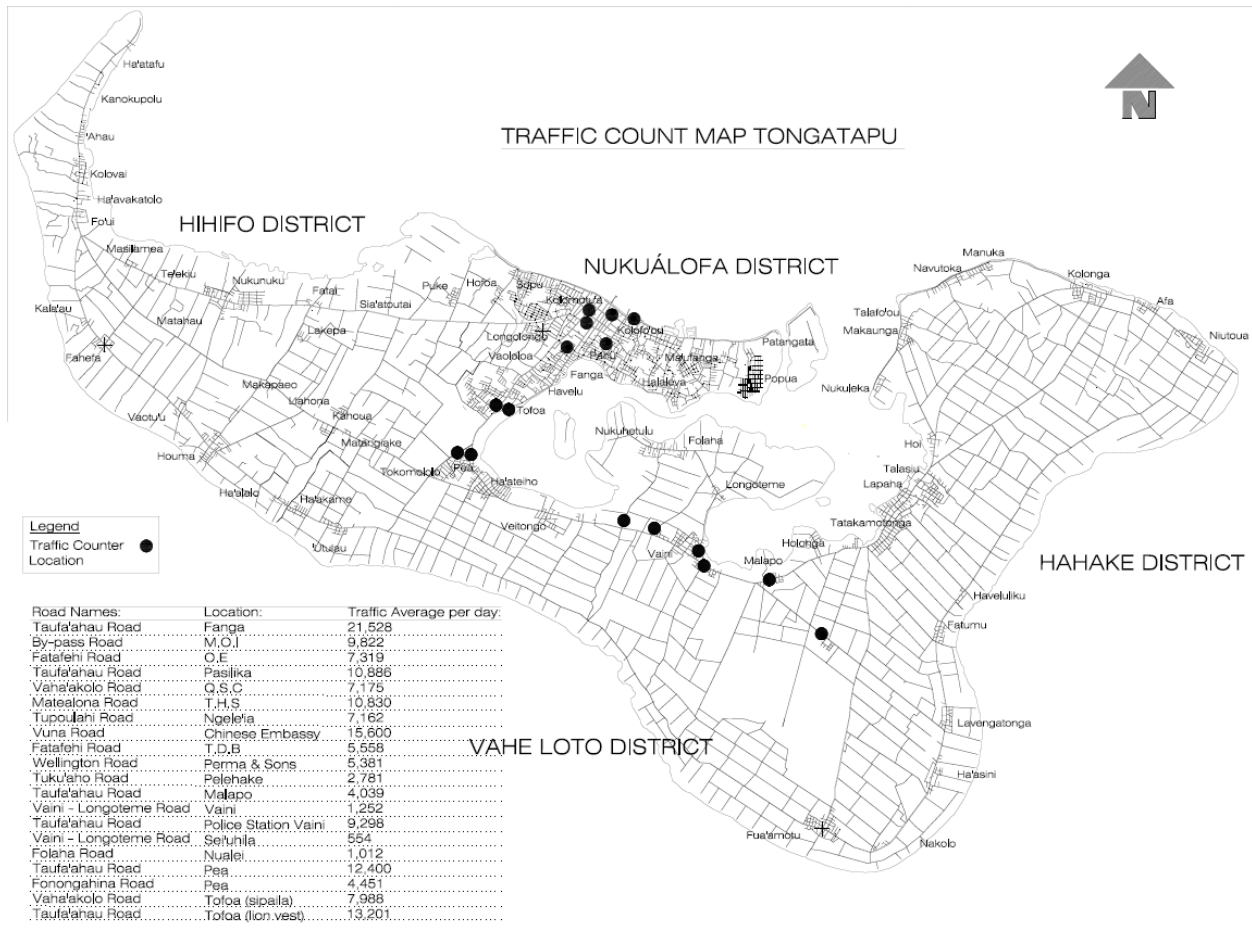 Ha'atafu
Kanokupolu
N
'Ahau
TRAFFIC COUNT MAP TONGATAPU
Kolovai
Ha'avakatolo
Fo'ui
HIHIFO DISTRICT
Masilamea
Manuka
NUKUÁLOFA DISTRICT
Navutoka
Te'ekiu
Kolonga
Nukunuku
Puke
Ho'foa
Sopu
Fatai
Sia'atoutai
Kolomotu'a
Afa
Kala'au
Talafo'ou
Matahau
Makaunga
Lakepa
Longolongo
Kolofo'ou
Niutoua
Patangata
Fahefa
Vaololoa
Pahu
Ma'ufanga
Fanga
Halaleva
Popua
Makapaeo
Havelu
Nukuleka
Liahona
Vaotu'u
Kahoua
Tofoa
Nukuhetulu
Folaha
Matangiake
Hoi
Houma
Tokomololo
Pea
Talasiu
Ha'ateiho
Longoteme
Lapaha
Ha'alalo
Ha'akame
Veitongo
Tatakamotonga
Legend
Traffic Counter
Location
'Utulau
Vaini
Holonga
Malapo
HAHAKE DISTRICT
Haveluliku
Fatumu
Road Names: Location: Traffic Average per day:
Taufa'ahau Road Fanga 21,528
By-pass Road M.O.I 9,822
Fatafehi Road O.E 7,319
Taufa'ahau Road Pasilika 10,886
Vaha'akolo Road Q.S.C 7,175
Matealona Road T.H.S 10,830
Tupoulahi Road Ngele'ia 7,162
Vuna Road Chinese Embassy 15,600
Fatafehi Road T.D.B 5,558
Wellington Road Perma & Sons 5,381
Tuku'aho Road Pelehake 2,781
Taufa'ahau Road Malapo 4,039
Vaini - Longoteme Road Vaini 1,252
Taufa'ahau Road Police Station Vaini 9,298
Vaini - Longoteme Road Sei'uhila 554
Folaha Road Nualei 1,012
Taufa'ahau Road Pea 12,400
Fonongahina Road Pea 4,451
Vaha'akolo Road Tofoa (sipaila) 7,988
Taufa'ahau Road Tofoa (lion vest) 13,201
Lavengatonga
VAHE LOTO DISTRICT
Ha'asini
Fua'amotu
Nakolo